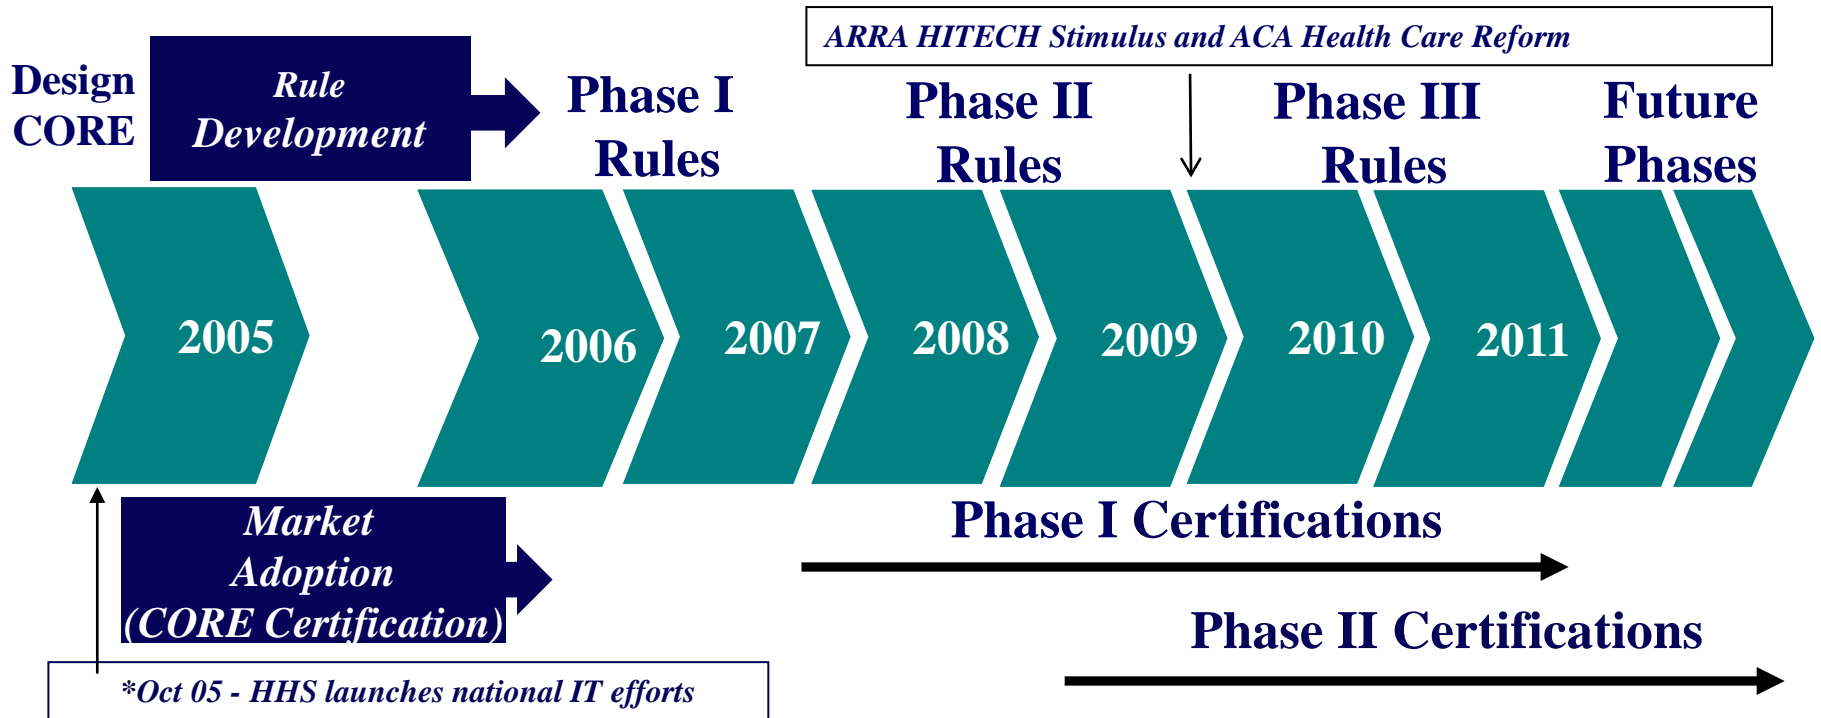 ARRA HITECH Stimulus and ACA Health Care Reform
Design
CORE
Rule
Development
Phase I
Rules
Phase II
Rules
Phase III
Rules
Future
Phases
2005
2006
2007
2008
2009
2010
2011
Market
Adoption
(CORE Certification)
Phase I Certifications
Phase II Certifications
*Oct 05 - HHS launches national IT efforts